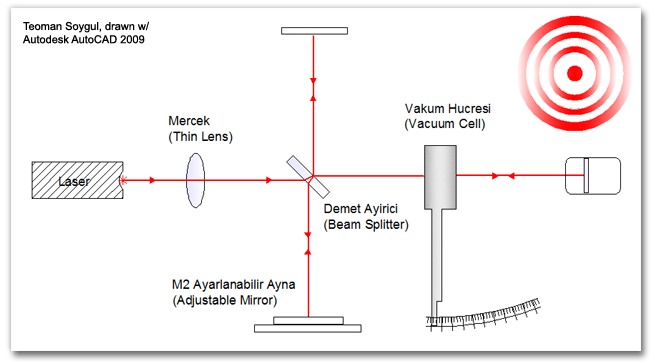 Teoman Soygul, drawn w/
Autodesk AutoCAD 2009
Vakum Hucresi
(Vacuum Cell)
Mercek
(Thin Lens)
Laser
Demet Ayirici
(Beam Splitter)
M2 Ayarlanabilir Ayna
(Adjustable Mirror)